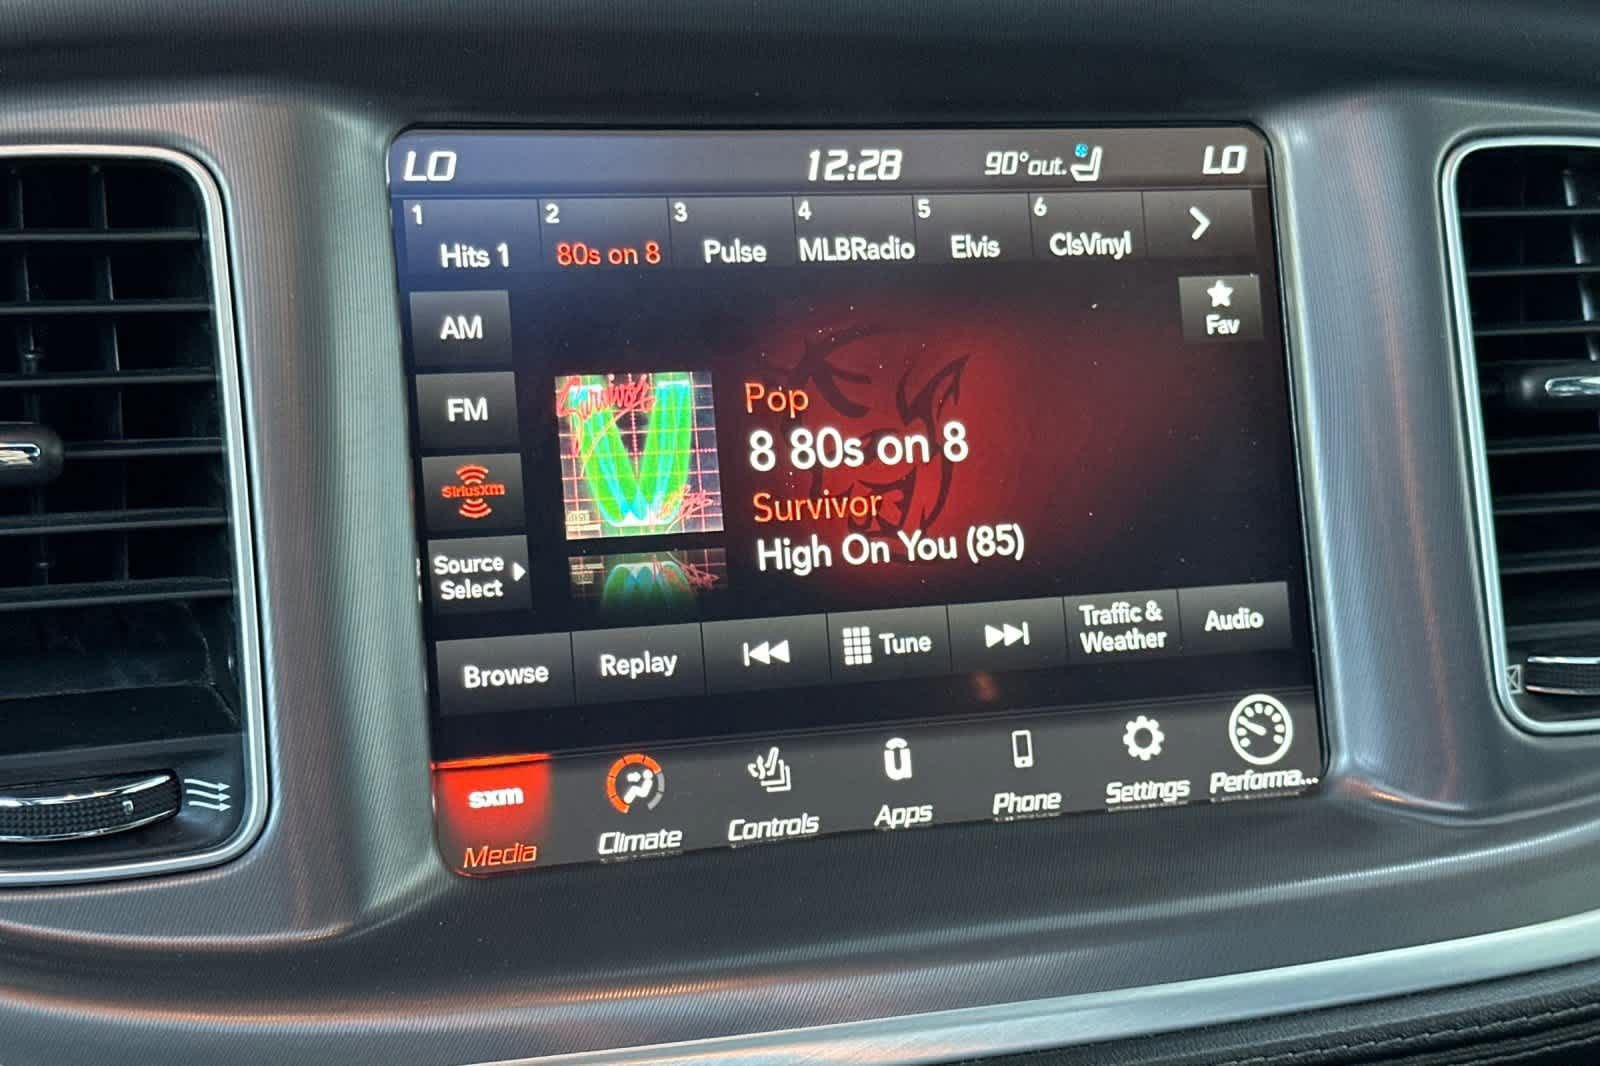 LO 12:28 90°out. LO
1 2 3 4 5 6
Hits 1 80s on 8 Pulse MLBRadio Elvis ClsVinyl
AM
Fav
FM
Survivor
Pop
8 80s on 8
siriusxm
Survivor
High On You (85)
Source
Select
Browse Replay Tune Traffic & Weather Audio
sxm
Media Climate Controls Apps Phone Settings Performa...